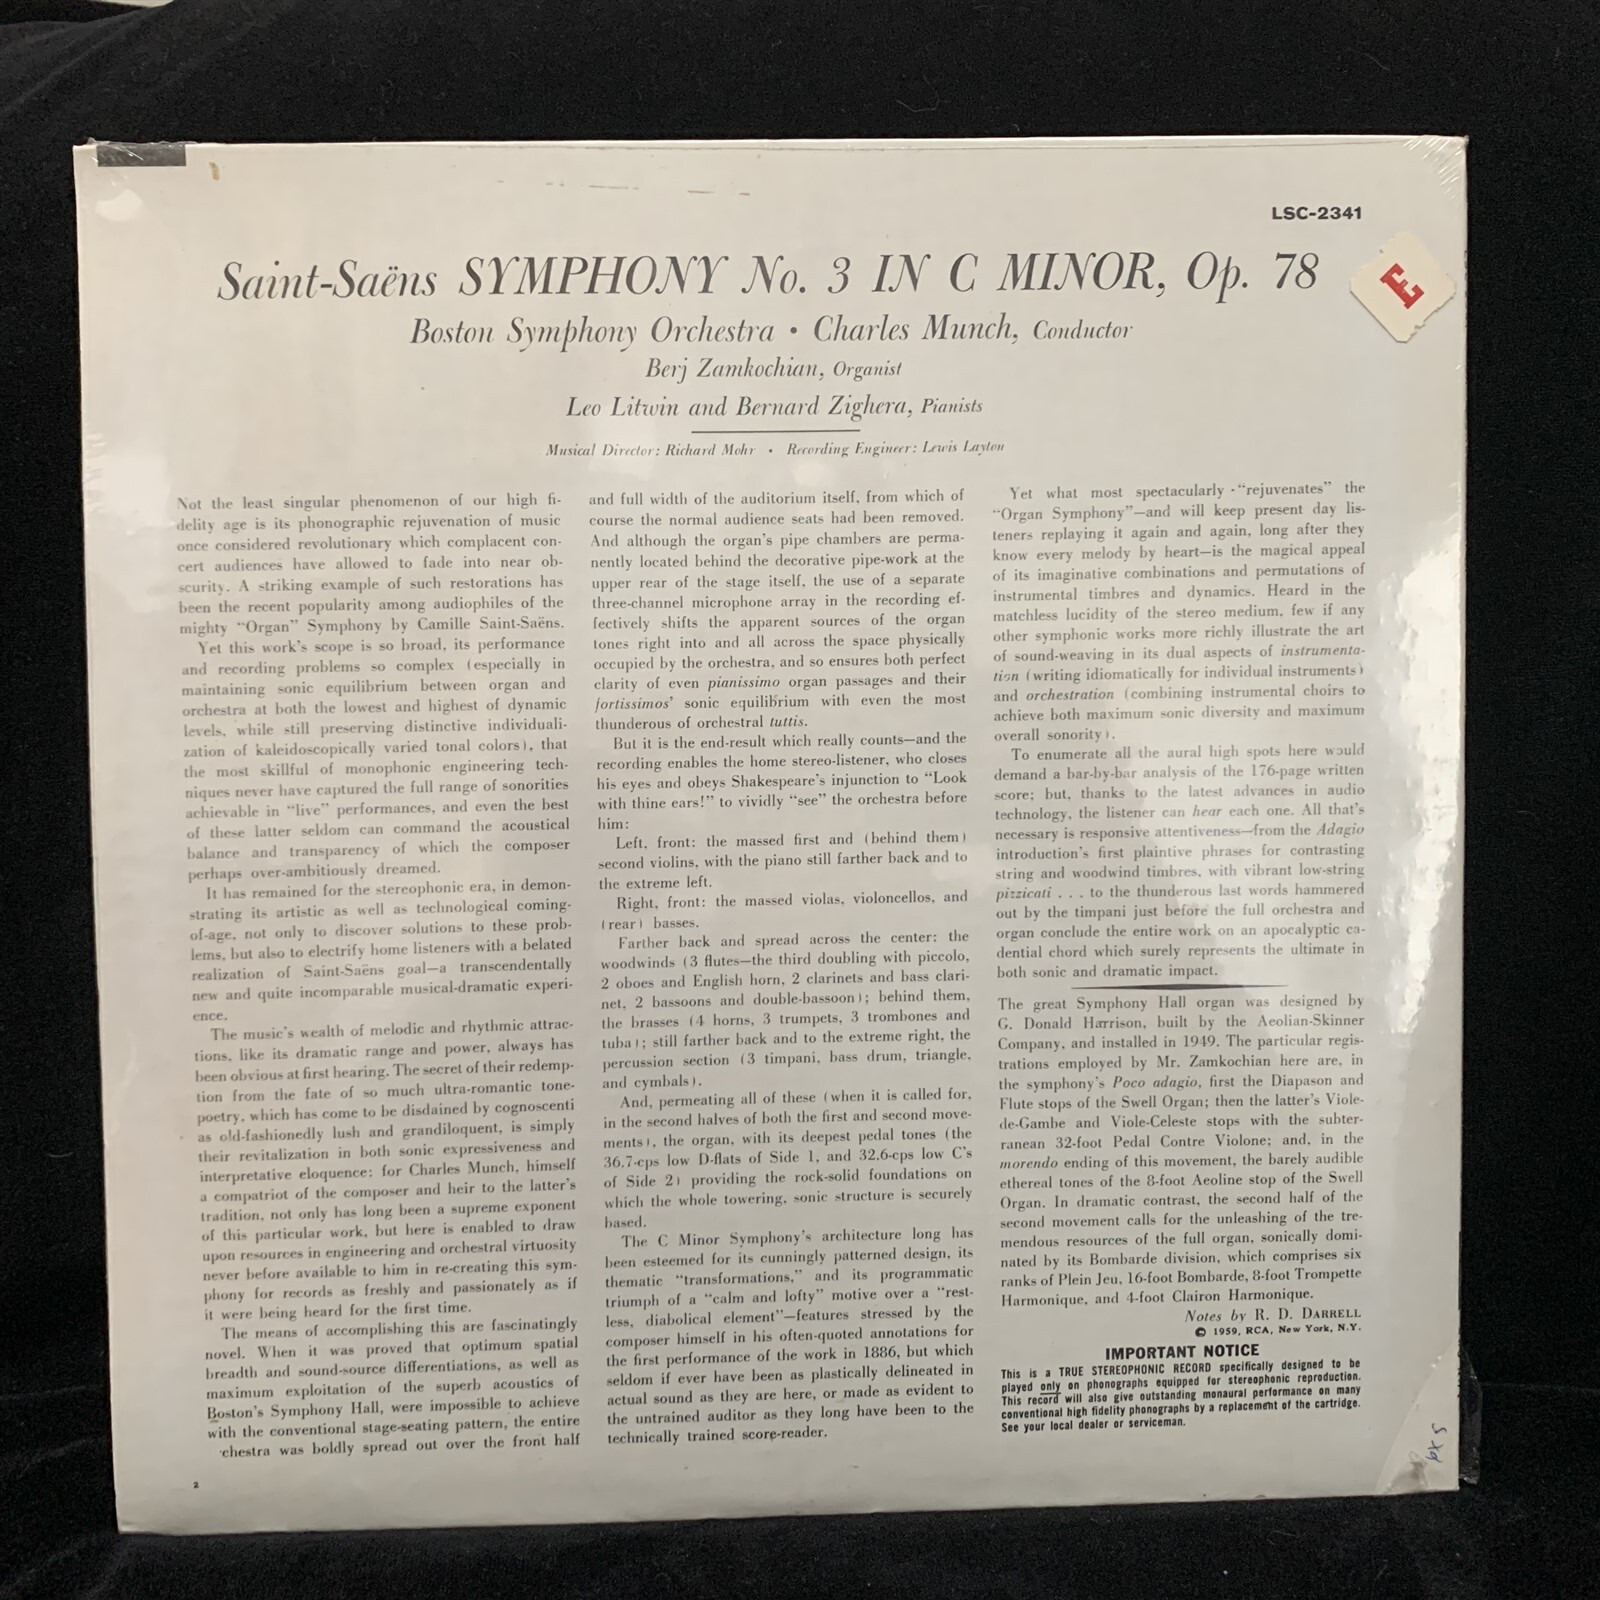 LSC-2341
Saint-Saëns SYMPHONY No. 3 IN C MINOR, Op. 78
E
Boston Symphony Orchestra • Charles Munch, Conductor
Berj Zamkochian, Organist
Leo Litwin and Bernard Zighera, Pianists
Musical Director: Richard Mohr • Recording Engineer: Lewis Layton
Not the least singular phenomenon of our high fi-
delity age is its phonographic rejuvenation of music
once considered revolutionary which complacent con-
cert audiences have allowed to fade into near ob-
scurity. A striking example of such restorations has
been the recent popularity among audiophiles of the
mighty “Organ” Symphony by Camille Saint-Saëns.
Yet this work's scope is so broad, its performance
and recording problems so complex (especially in
maintaining sonic equilibrium between organ and
orchestra at both the lowest and highest of dynamic
levels, while still preserving distinctive individuali-
zation of kaleidoscopically varied tonal colors), that
the most skillful of monophonic engineering tech-
niques never have captured the full range of sonorities
achievable in “live” performances, and even the best
of these latter seldom can command the acoustical
balance and transparency of which the composer
perhaps over-ambitiously dreamed.
It has remained for the stereophonic era, in demon-
strating its artistic as well as technological coming-
of-age, not only to discover solutions to these prob-
lems, but also to electrify home listeners with a belated
realization of Saint-Saëns goal—a transcendentally
new and quite incomparable musical-dramatic experi-
ence.
The music's wealth of melodic and rhythmic attrac-
tions, like its dramatic range and power, always has
been obvious at first hearing. The secret of their redemp-
tion from the fate of so much ultra-romantic tone-
poetry, which has come to be disdained by cognoscenti
as old-fashionedly lush and grandiloquent, is simply
their revitalization in both sonic expressiveness and
interpretative eloquence: for Charles Munch, himself
a compatriot of the composer and heir to the latter's
tradition, not only has long been a supreme exponent
of this particular work, but here is enabled to draw
upon resources in engineering and orchestral virtuosity
never before available to him in re-creating this sym-
phony for records as freshly and passionately as if
it were being heard for the first time.
The means of accomplishing this are fascinatingly
novel. When it was proved that optimum spatial
breadth and sound-source differentiations, as well as
maximum exploitation of the superb acoustics of
Boston's Symphony Hall, were impossible to achieve
with the conventional stage-seating pattern, the entire
chestra was boldly spread out over the front half
2
and full width of the auditorium itself, from which of
course the normal audience seats had been removed.
And although the organ's pipe chambers are perma-
nently located behind the decorative pipe-work at the
upper rear of the stage itself, the use of a separate
three-channel microphone array in the recording ef-
fectively shifts the apparent sources of the organ
tones right into and all across the space physically
occupied by the orchestra, and so ensures both perfect
clarity of even pianissimo organ passages and their
fortissimos' sonic equilibrium with even the most
thunderous of orchestral tuttis.
But it is the end-result which really counts—and the
recording enables the home stereo-listener, who closes
his eyes and obeys Shakespeare's injunction to “Look
with thine ears!” to vividly “see” the orchestra before
him:
Left, front: the massed first and (behind them)
second violins, with the piano still farther back and to
the extreme left.
Right, front: the massed violas, violoncellos, and
(rear) basses.
Farther back and spread across the center: the
woodwinds (3 flutes—the third doubling with piccolo,
2 oboes and English horn, 2 clarinets and bass clari-
net, 2 bassoons and double-bassoon); behind them,
the brasses (4 horns, 3 trumpets, 3 trombones and
tuba); still farther back and to the extreme right, the
percussion section (3 timpani, bass drum, triangle,
and cymbals).
And, permeating all of these (when it is called for,
in the second halves of both the first and second move-
ments), the organ, with its deepest pedal tones (the
36.7-cps low D-flats of Side 1, and 32.6-cps low C's
of Side 2) providing the rock-solid foundations on
which the whole towering, sonic structure is securely
based.
The C Minor Symphony's architecture long has
been esteemed for its cunningly patterned design, its
thematic “transformations,” and its programmatic
triumph of a “calm and lofty” motive over a “rest-
less, diabolical element”—features stressed by the
composer himself in his often-quoted annotations for
the first performance of the work in 1886, but which
seldom if ever have been as plastically delineated in
actual sound as they are here, or made as evident to
the untrained auditor as they long have been to the
technically trained score-reader.
Yet what most spectacularly “rejuvenates” the
“Organ Symphony”—and will keep present day lis-
teners replaying it again and again, long after they
know every melody by heart—is the magical appeal
of its imaginative combinations and permutations of
instrumental timbres and dynamics. Heard in the
matchless lucidity of the stereo medium, few if any
other symphonic works more richly illustrate the art
of sound-weaving in its dual aspects of instrumenta-
tion (writing idiomatically for individual instruments)
and orchestration (combining instrumental choirs to
achieve both maximum sonic diversity and maximum
overall sonority).
To enumerate all the aural high spots here would
demand a bar-by-bar analysis of the 176-page written
score; but, thanks to the latest advances in audio
technology, the listener can hear each one. All that's
necessary is responsive attentiveness—from the Adagio
introduction's first plaintive phrases for contrasting
string and woodwind timbres, with vibrant low-string
pizzicati . . . to the thunderous last words hammered
out by the timpani just before the full orchestra and
organ conclude the entire work on an apocalyptic ca-
dential chord which surely represents the ultimate in
both sonic and dramatic impact.
The great Symphony Hall organ was designed by
G. Donald Harrison, built by the Aeolian-Skinner
Company, and installed in 1949. The particular regis-
trations employed by Mr. Zamkochian here are, in
the symphony's Poco adagio, first the Diapason and
Flute stops of the Swell Organ; then the latter's Viole-
de-Gambe and Viole-Celeste stops with the subter-
ranean 32-foot Pedal Contre Violone; and, in the
morendo ending of this movement, the barely audible
ethereal tones of the 8-foot Aeoline stop of the Swell
Organ. In dramatic contrast, the second half of the
second movement calls for the unleashing of the tre-
mendous resources of the full organ, sonically domi-
nated by its Bombarde division, which comprises six
ranks of Plein Jeu, 16-foot Bombarde, 8-foot Trompette
Harmonique, and 4-foot Clairon Harmonique.
Notes by R. D. DARRELL
© 1959, RCA, New York, N.Y.
IMPORTANT NOTICE
This is a TRUE STEREOPHONIC RECORD specifically designed to be
played only on phonographs equipped for stereophonic reproduction.
This record will also give outstanding monaural performance on many
conventional high fidelity phonographs by a replacement of the cartridge.
See your local dealer or serviceman.